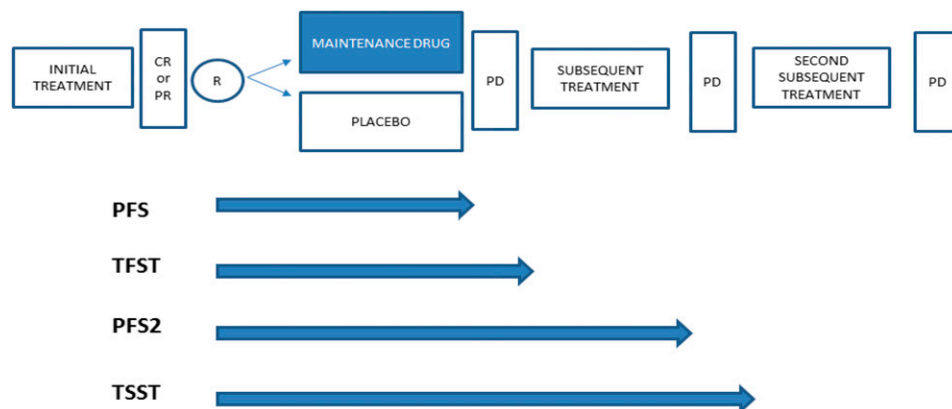 INITIAL
TREATMENT
CR
or
PR
R
MAINTENANCE DRUG
PLACEBO
PD
SUBSEQUENT
TREATMENT
PD
SECOND
SUBSEQUENT
TREATMENT
PD
PFS
TFST
PFS2
TSST